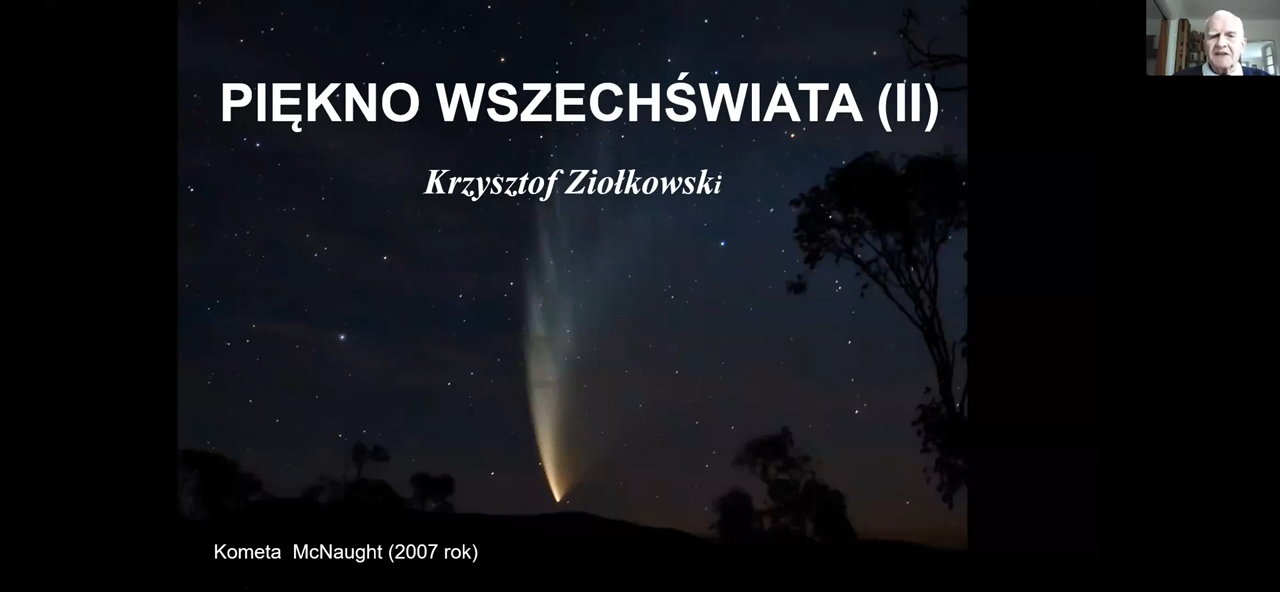 PIĘKNO WSZECHŚWIATA (II)
Krzysztof Ziołkowski
Kometa McNaught (2007 rok)